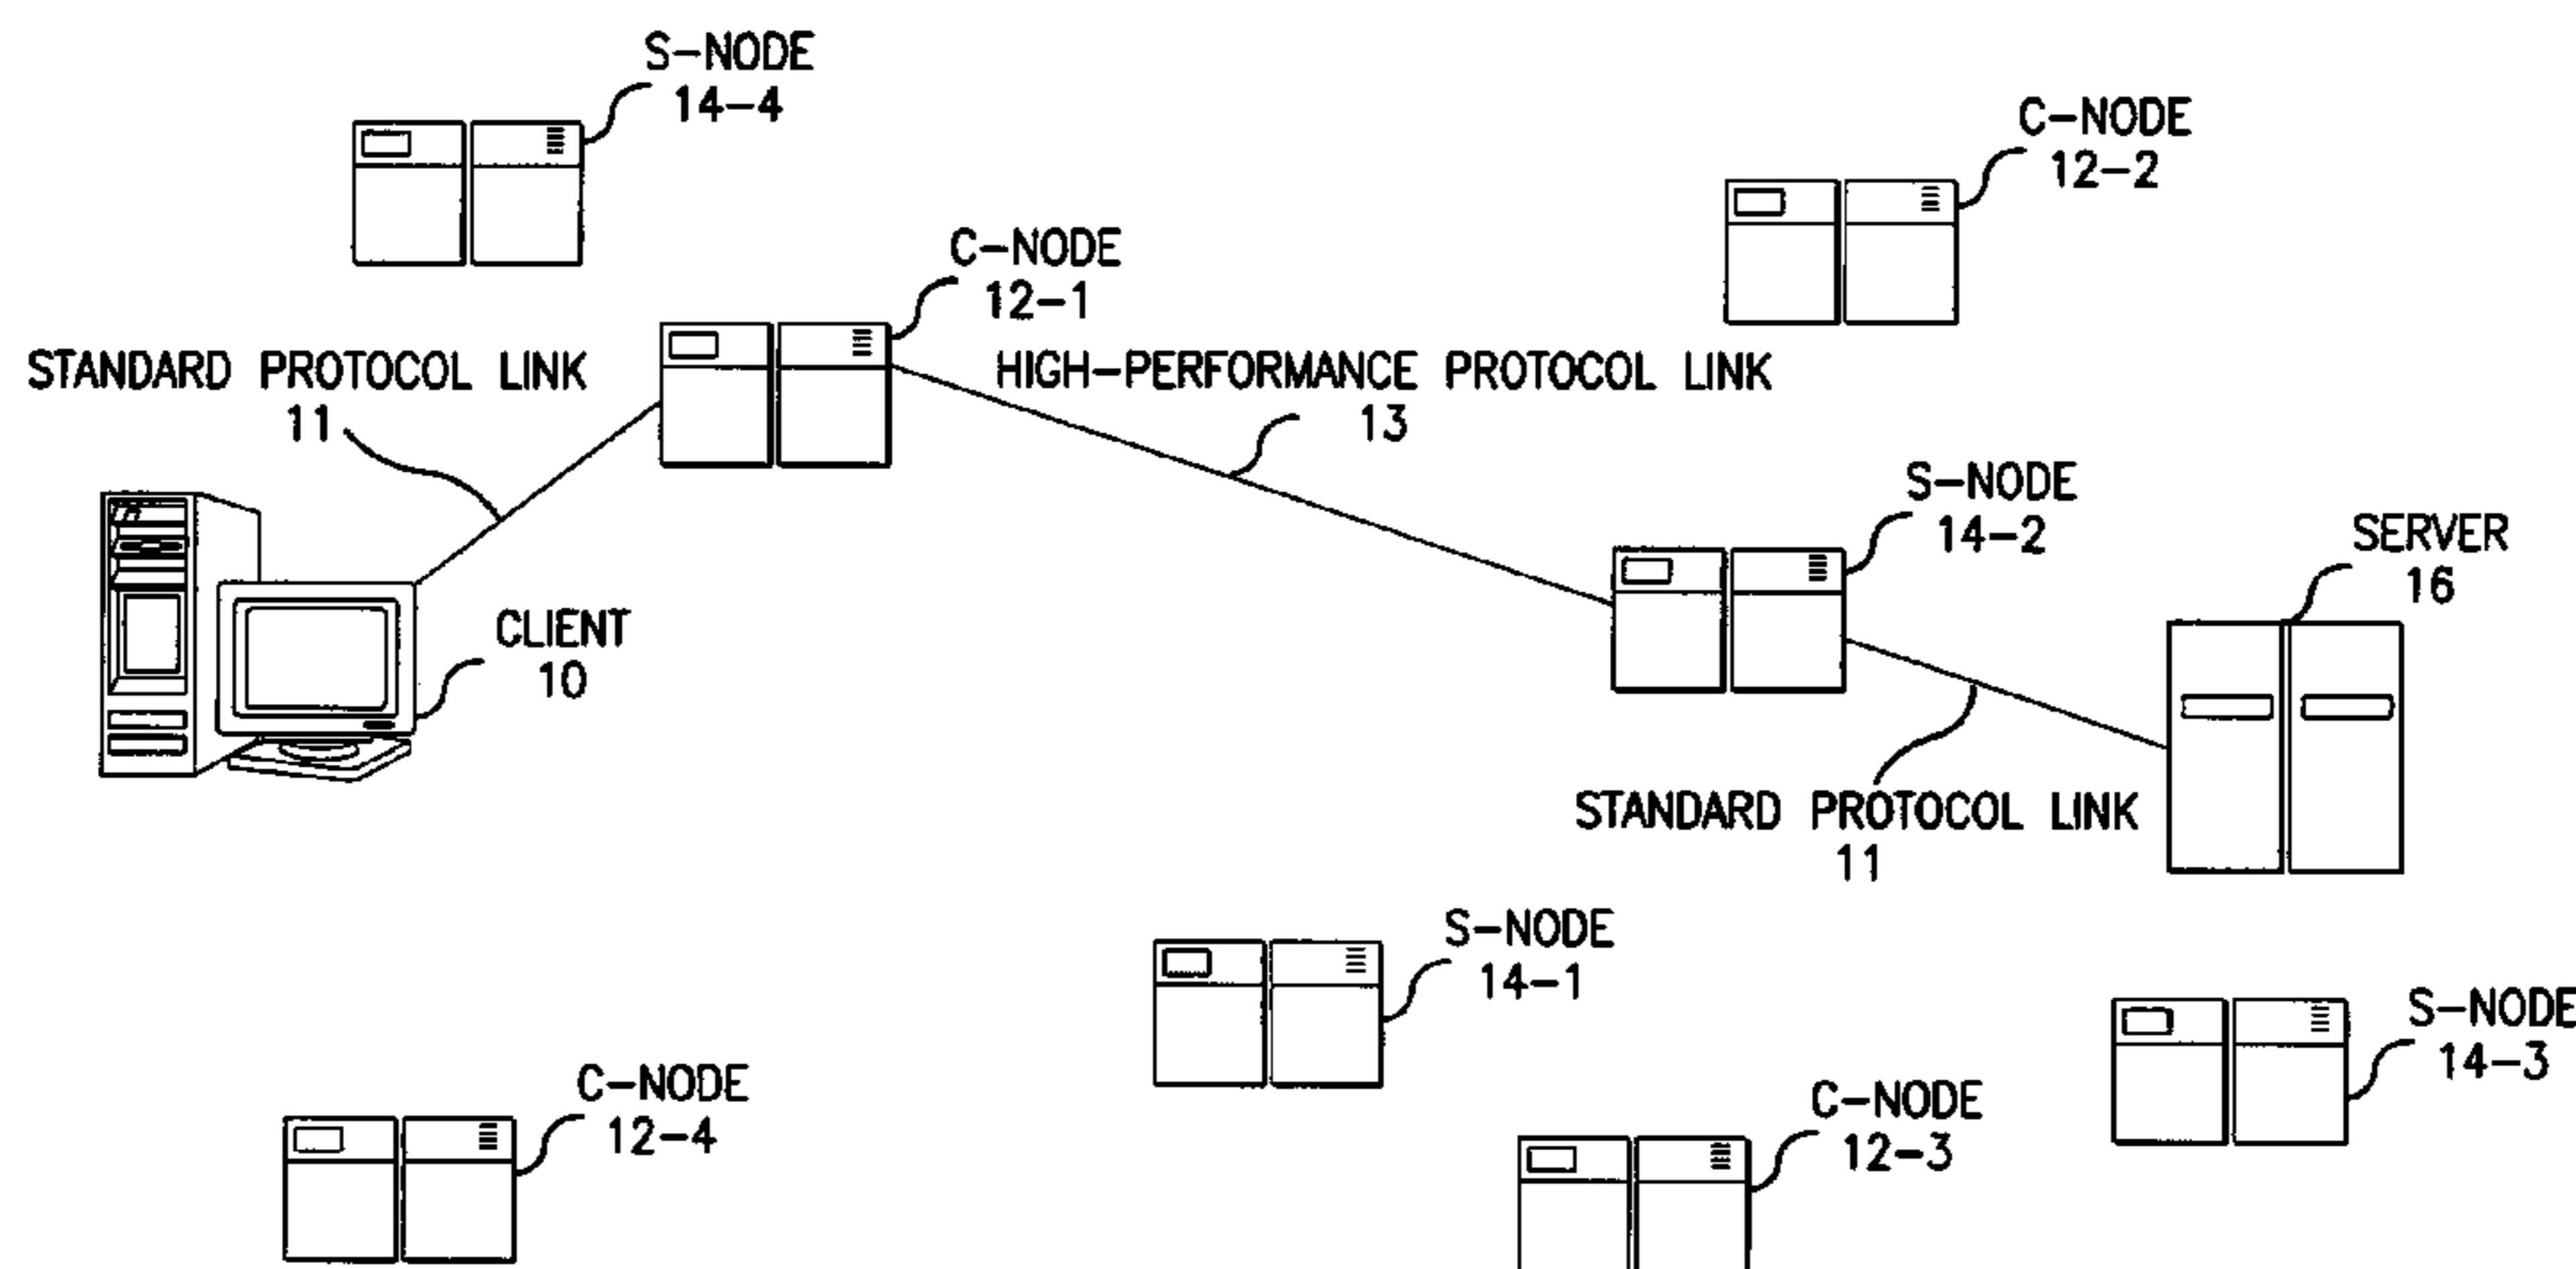 S-NODE
14-4
C-NODE
12-2
C-NODE
12-1
STANDARD PROTOCOL LINK
11
HIGH-PERFORMANCE PROTOCOL LINK
13
S-NODE
14-2
SERVER
16
CLIENT
10
STANDARD PROTOCOL LINK
11
S-NODE
14-1
S-NODE
14-3
C-NODE
12-4
C-NODE
12-3